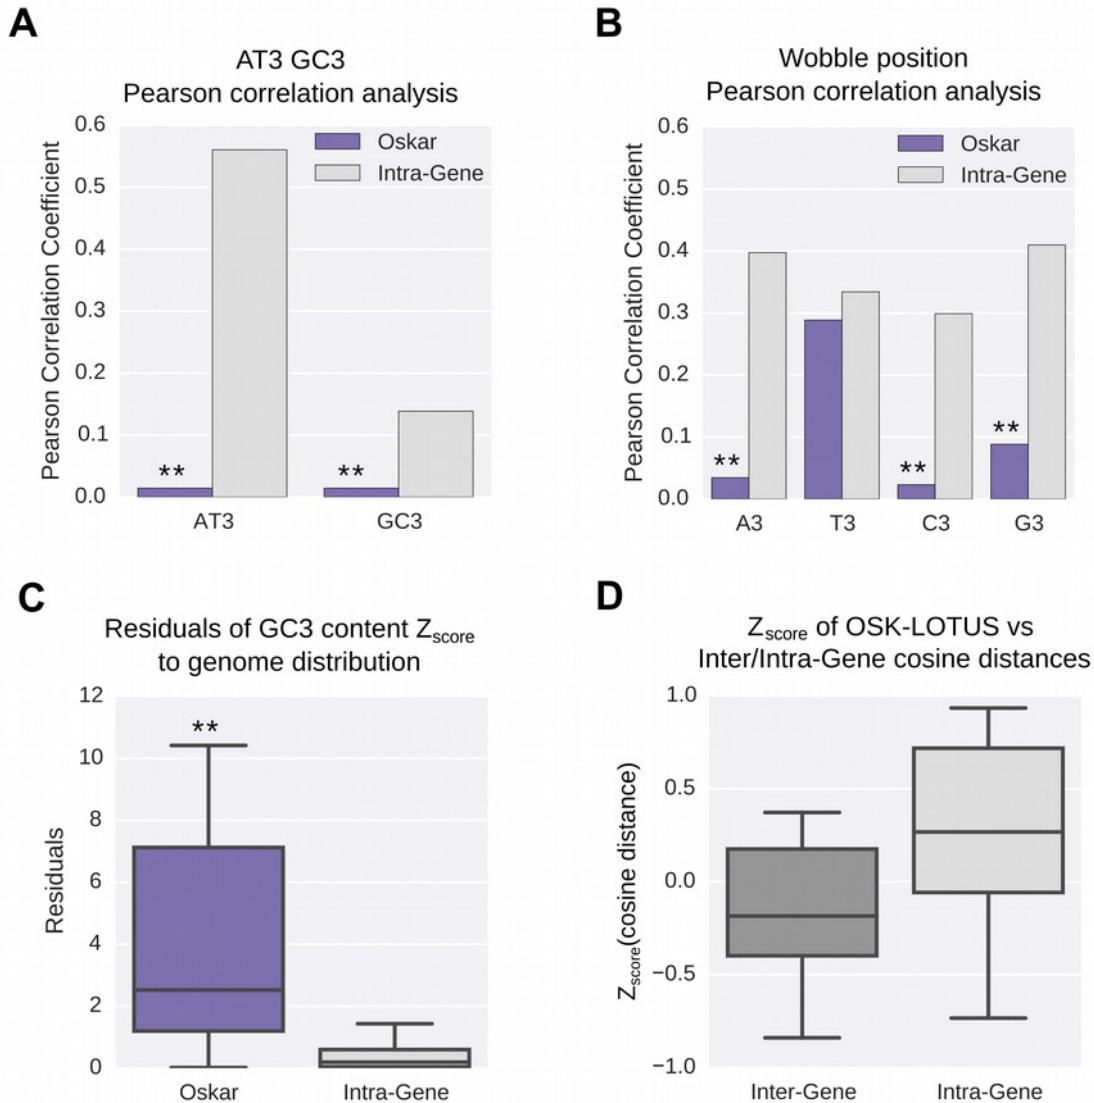 A
AT3 GC3
Pearson correlation analysis
Pearson Correlation Coefficient
0.6
0.5
0.4
0.3
0.2
0.1
0.0
Oskar
Intra-Gene
**
**
AT3
GC3
B
Wobble position
Pearson correlation analysis
Pearson Correlation Coefficient
0.6
0.5
0.4
0.3
0.2
0.1
0.0
Oskar
Intra-Gene
**
**
**
A3
T3
C3
G3
C
Residuals of GC3 content Zscore
to genome distribution
Residuals
12
10
8
6
4
2
0
**
Oskar
Intra-Gene
D
Zscore of OSK-LOTUS vs
Inter/Intra-Gene cosine distances
Zscore(cosine distance)
1.0
0.5
0.0
−0.5
−1.0
Inter-Gene
Intra-Gene